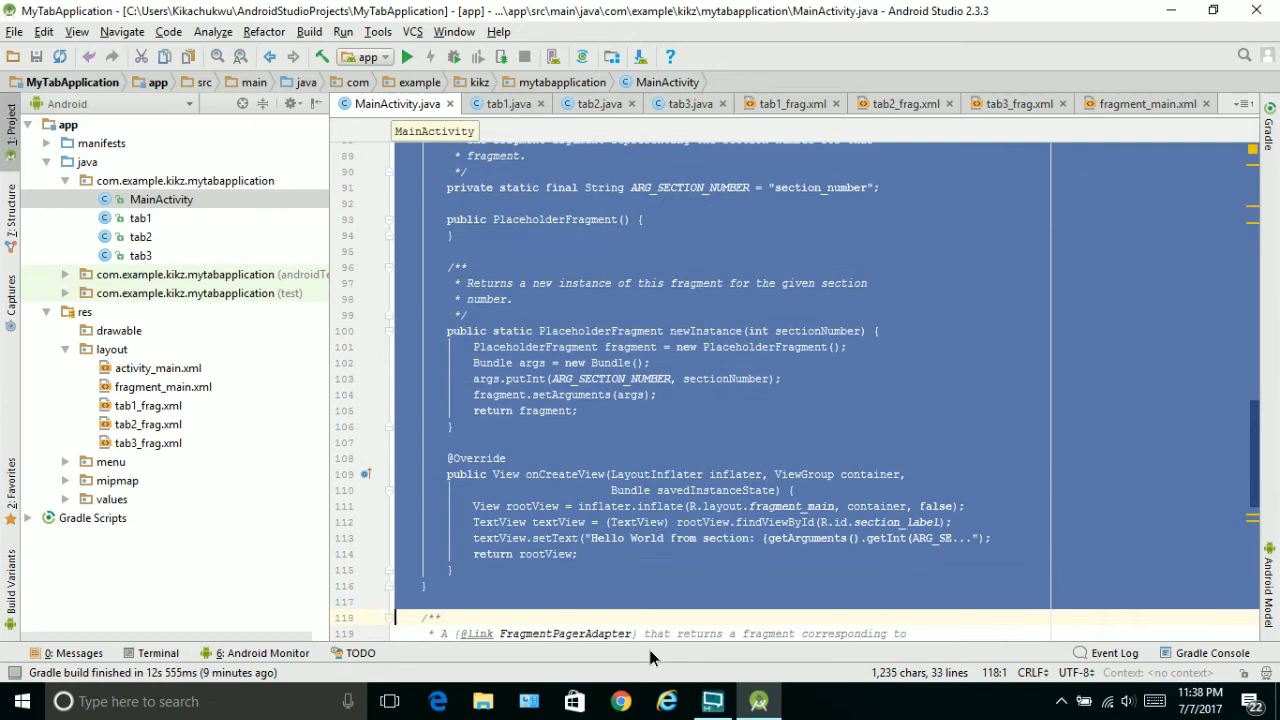 MyTabApplication - [C:\Users\Kikachukwu\AndroidStudioProjects\MyTabApplication] - [app] - ...\app\src\main\java\com\example\kikz\mytabapplication\MainActivity.java - Android Studio 2.3.3
File Edit View Navigate Code Analyze Refactor Build Run Tools VCS Window Help
app
MyTabApplication app src main java com example kikz mytabapplication MainActivity
Android
MainActivity.java tab1.java tab2.java tab3.java tab1_frag.xml tab2_frag.xml tab3_frag.xml fragment_main.xml
MainActivity
1: Project
Z: Structure
Captures
2: Favorites
Build Variants
app
manifests
java
com.example.kikz.mytabapplication
MainActivity
tab1
tab2
tab3
com.example.kikz.mytabapplication (androidTe
com.example.kikz.mytabapplication (test)
res
drawable
layout
activity_main.xml
fragment_main.xml
tab1_frag.xml
tab2_frag.xml
tab3_frag.xml
menu
mipmap
values
Gradle Scripts
89 * fragment.
90 */
91 private static final String ARG_SECTION_NUMBER = "section_number";
92
93 public PlaceholderFragment() {
94 }
95
96 /**
97 * Returns a new instance of this fragment for the given section
98 * number.
99 */
100 public static PlaceholderFragment newInstance(int sectionNumber) {
101 PlaceholderFragment fragment = new PlaceholderFragment();
102 Bundle args = new Bundle();
103 args.putInt(ARG_SECTION_NUMBER, sectionNumber);
104 fragment.setArguments(args);
105 return fragment;
106 }
107
108 @Override
109 public View onCreateView(LayoutInflater inflater, ViewGroup container,
110 Bundle savedInstanceState) {
111 View rootView = inflater.inflate(R.layout.fragment_main, container, false);
112 TextView textView = (TextView) rootView.findViewById(R.id.section_label);
113 textView.setText("Hello World from section: {getArguments().getInt(ARG_SE...");
114 return rootView;
115 }
116 }
117
118 /**
119 * A {@link FragmentPagerAdapter} that returns a fragment corresponding to
Gradle
Android Model
0: Messages Terminal 6: Android Monitor TODO Event Log Gradle Console
Gradle build finished in 12s 555ms (9 minutes ago) 1,235 chars, 33 lines 118:1 CRLF÷ UTF-8÷ Context: <no context>
Type here to search
11:38 PM
7/7/2017
22